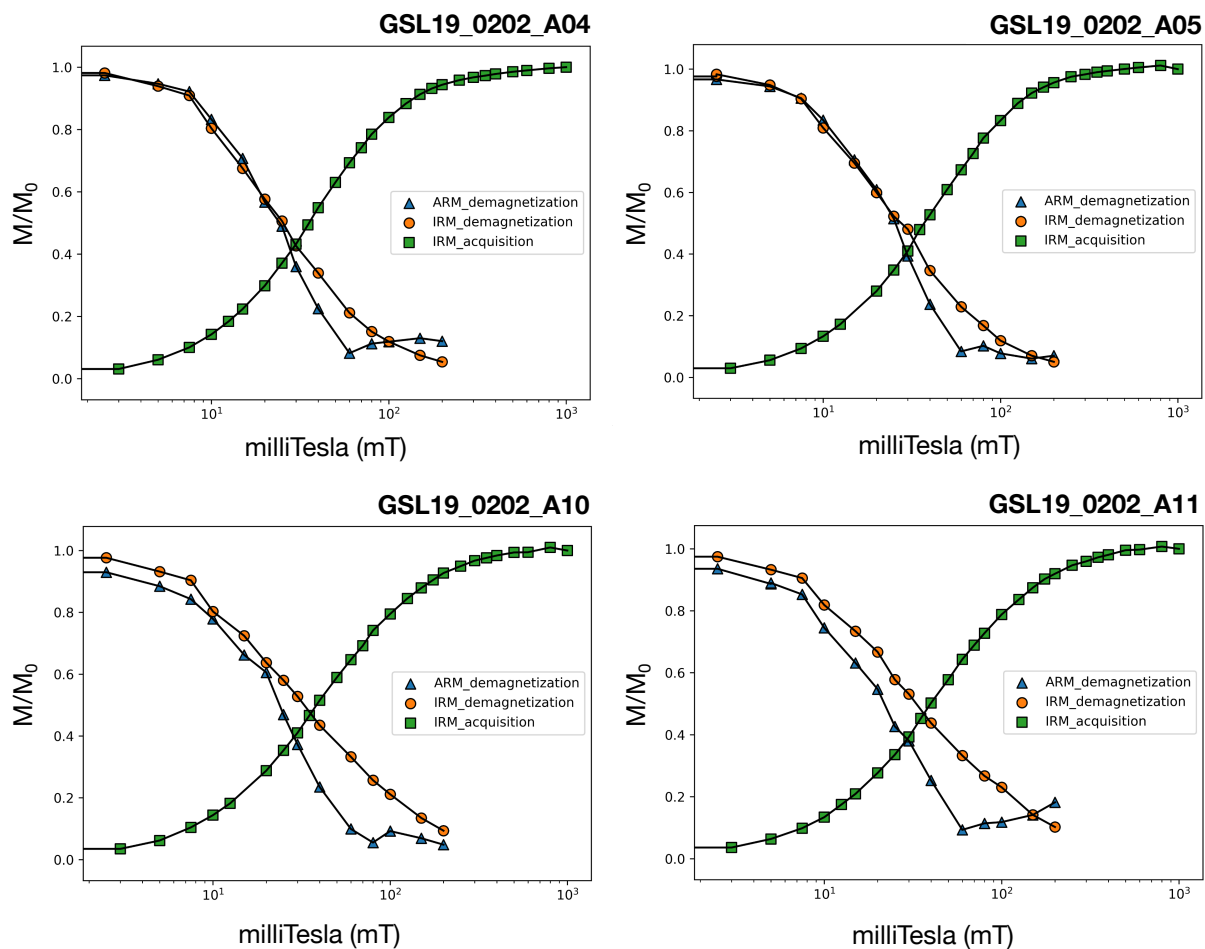 GSL19_0202_A04
M/M0
1.0
0.8
0.6
0.4
0.2
0.0
ARM_demagnetization
IRM_demagnetization
IRM_acquisition
10^1
10^2
10^3
milliTesla (mT)
GSL19_0202_A05
M/M0
1.0
0.8
0.6
0.4
0.2
0.0
ARM_demagnetization
IRM_demagnetization
IRM_acquisition
10^1
10^2
10^3
milliTesla (mT)
GSL19_0202_A10
M/M0
1.0
0.8
0.6
0.4
0.2
0.0
ARM_demagnetization
IRM_demagnetization
IRM_acquisition
10^1
10^2
10^3
milliTesla (mT)
GSL19_0202_A11
M/M0
1.0
0.8
0.6
0.4
0.2
0.0
ARM_demagnetization
IRM_demagnetization
IRM_acquisition
10^1
10^2
10^3
milliTesla (mT)